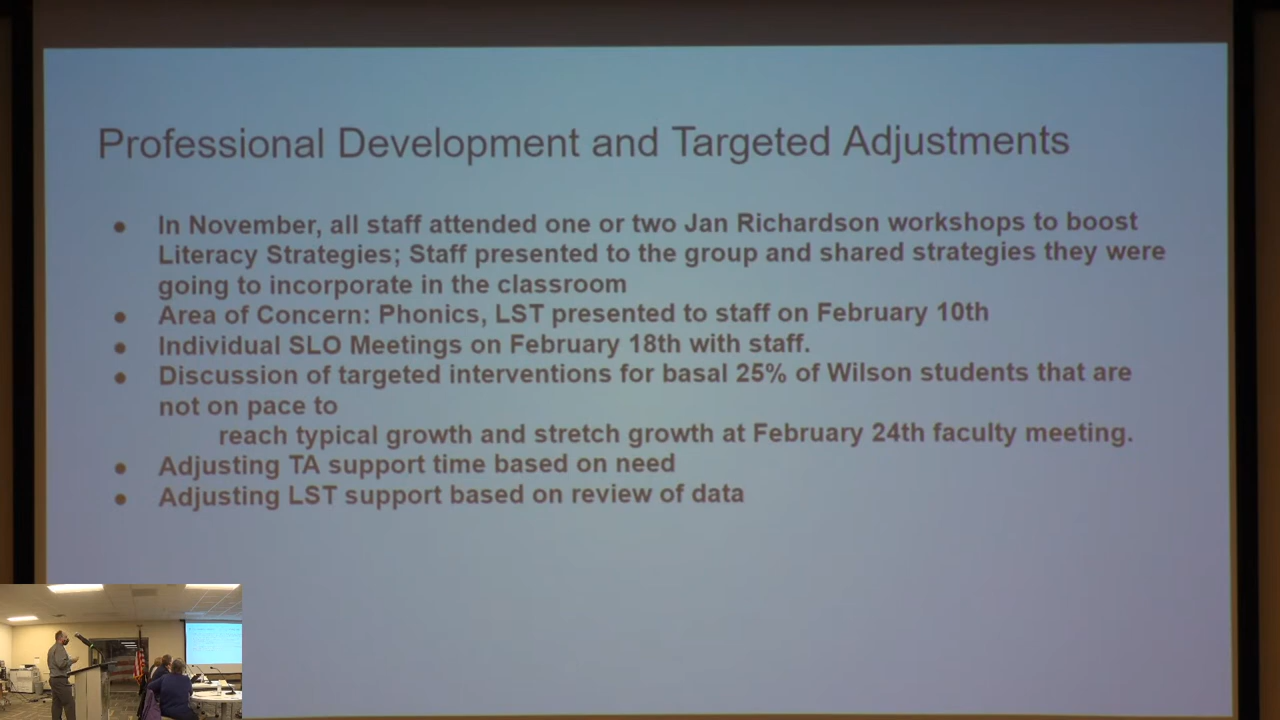 Professional Development and Targeted Adjustments
● In November, all staff attended one or two Jan Richardson workshops to boost
Literacy Strategies; Staff presented to the group and shared strategies they were
going to incorporate in the classroom
● Area of Concern: Phonics, LST presented to staff on February 10th
● Individual SLO Meetings on February 18th with staff.
● Discussion of targeted interventions for basal 25% of Wilson students that are
not on pace to
reach typical growth and stretch growth at February 24th faculty meeting.
● Adjusting TA support time based on need
● Adjusting LST support based on review of data